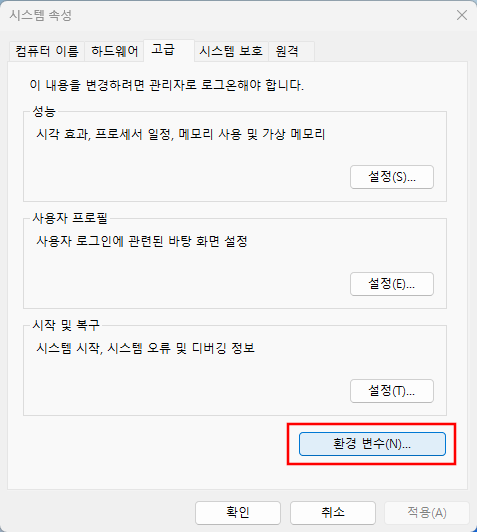 시스템 속성
컴퓨터 이름 하드웨어 고급 시스템 보호 원격
이 내용을 변경하려면 관리자로 로그온해야 합니다.
성능
시각 효과, 프로세서 일정, 메모리 사용 및 가상 메모리
설정(S)...
사용자 프로필
사용자 로그인에 관련된 바탕 화면 설정
설정(E)...
시작 및 복구
시스템 시작, 시스템 오류 및 디버깅 정보
설정(T)...
환경 변수(N)...
확인 취소 적용(A)